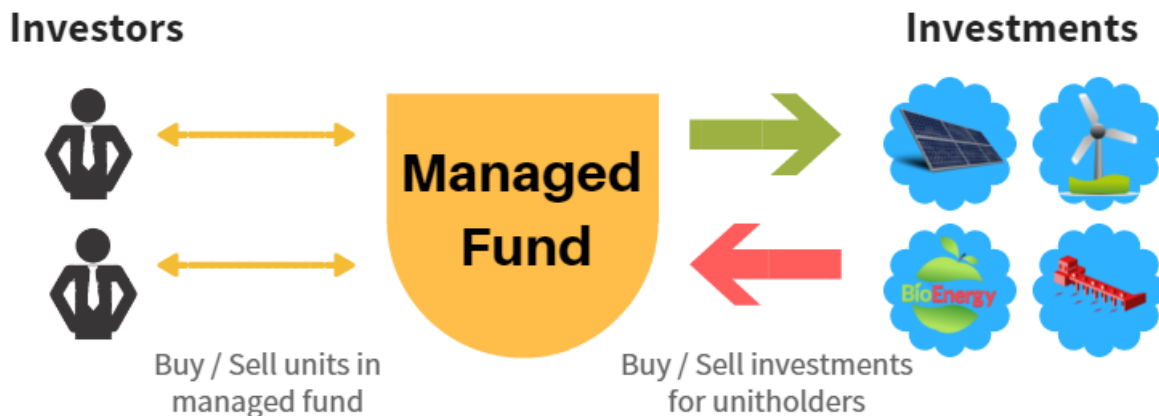 Investors
Investments
Managed
Fund
BioEnergy
Buy / Sell units in
managed fund
Buy / Sell investments
for unitholders